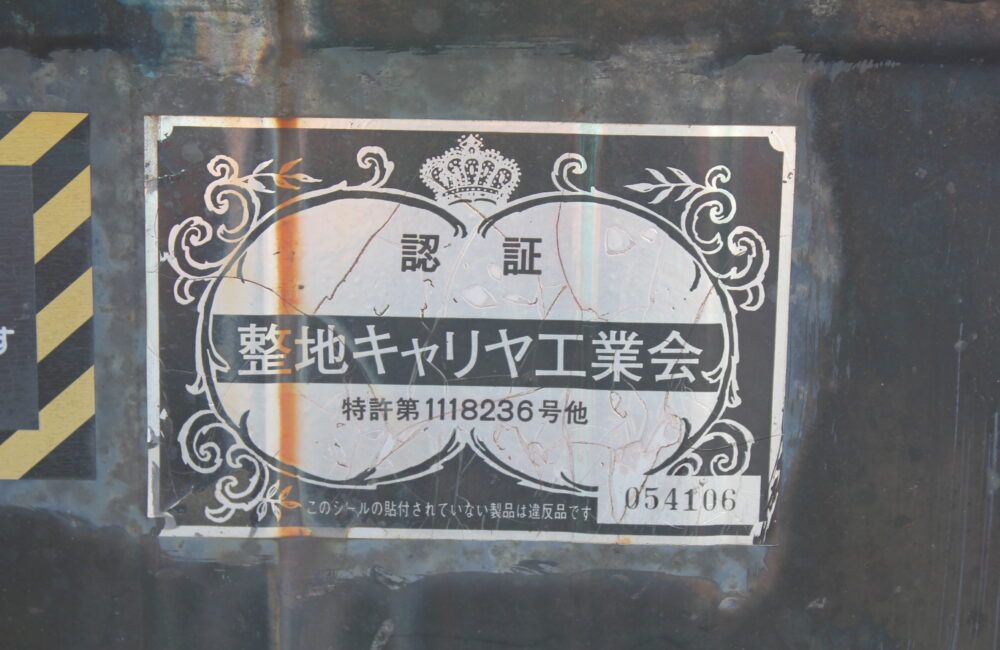 認 証
整地キャリヤ工業会
特許第1118236号他
このシールの貼付されていない製品は違反品です
054106
す